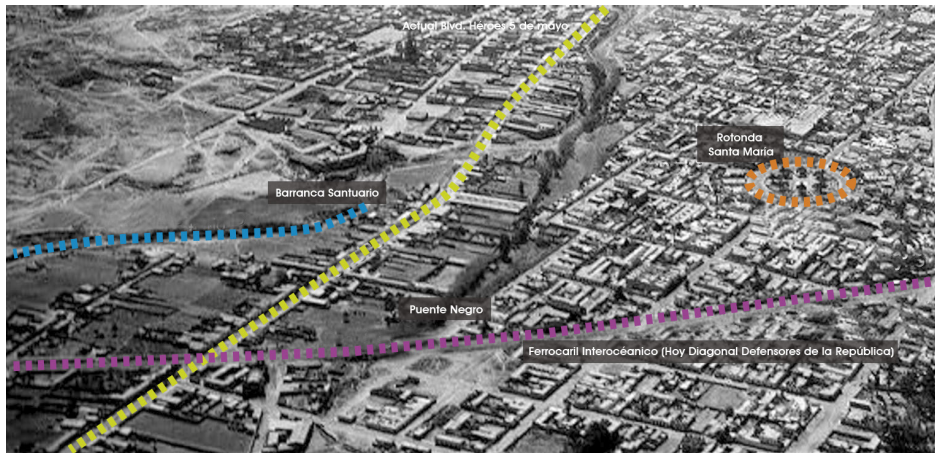 Actual Blvd. Héroes 5 de mayo
Rotonda
Santa María
Barranca Santuario
Puente Negro
Ferrocaril Interocéanico (Hoy Diagonal Defensores de la República)